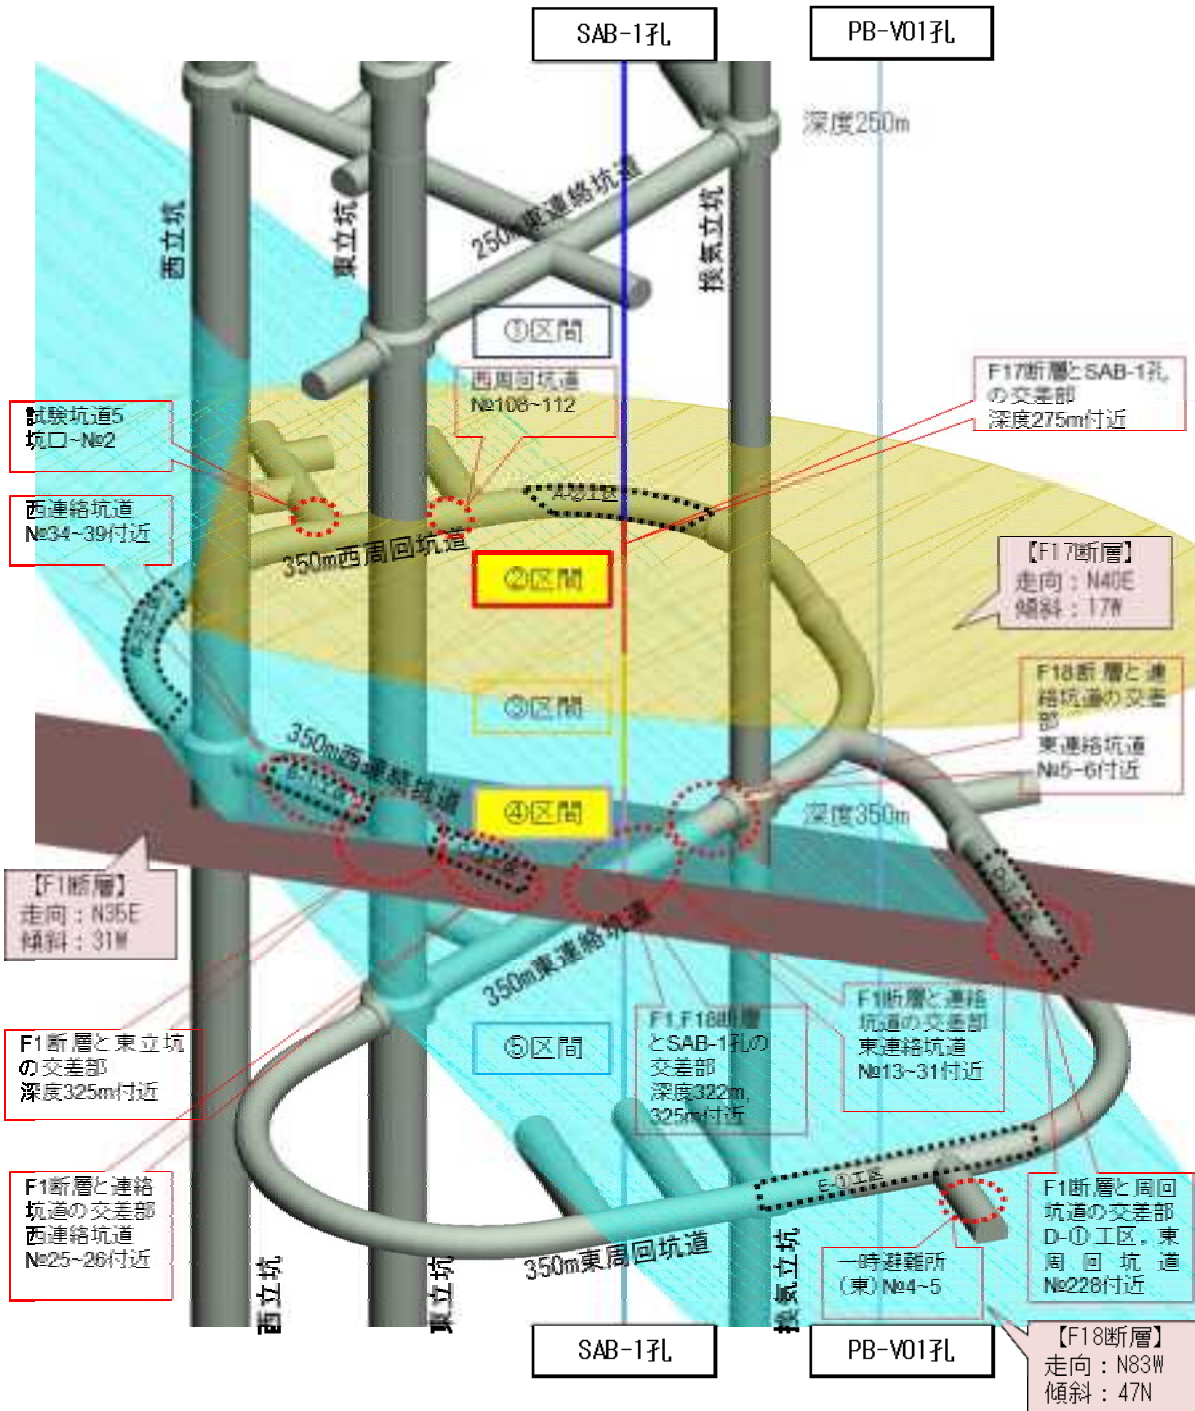 SAB-1孔
PB-V01孔
深度250m
西立坑
東立坑
250m東連絡坑道
換気立坑
①区間
西周回坑道
№108~112
F17断層とSAB-1孔
の交差部
深度275m付近
試験坑道5
坑口~№2
西連絡坑道
№34~39付近
A-②工区
350m西周回坑道
②区間
【F17断層】
走向：N40E
傾斜：17W
③区間
F18断層と連
絡坑道の交差
部
東連絡坑道
№5~6付近
350m西連絡坑道
④区間
深度350m
【F1断層】
走向：N35E
傾斜：31W
350m東連絡坑道
F1断層と東立坑
の交差部
深度325m付近
⑤区間
F1,F18断層
とSAB-1孔の
交差部
深度322m,
325m付近
F1断層と連絡
坑道の交差部
東連絡坑道
№13~31付近
F1断層と連絡
坑道の交差部
西連絡坑道
№25~26付近
E-①工区
350m東周回坑道
一時避難所
(東)№4~5
F1断層と周回
坑道の交差部
D-①工区，東
周回坑道
№228付近
西立坑
東立坑
換気立坑
SAB-1孔
PB-V01孔
【F18断層】
走向：N83W
傾斜：47N